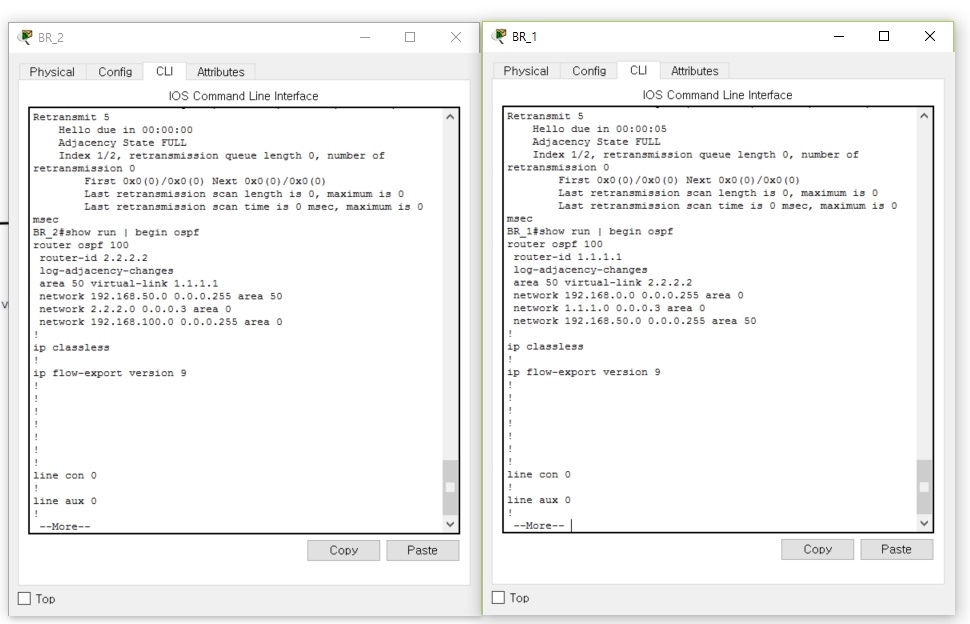 BR_2
Physical Config CLI Attributes
IOS Command Line Interface
Retransmit 5
Hello due in 00:00:00
Adjacency State FULL
Index 1/2, retransmission queue length 0, number of
retransmission 0
First 0x0(0)/0x0(0) Next 0x0(0)/0x0(0)
Last retransmission scan length is 0, maximum is 0
Last retransmission scan time is 0 msec, maximum is 0
msec
BR_2#show run | begin ospf
router ospf 100
router-id 2.2.2.2
log-adjacency-changes
area 50 virtual-link 1.1.1.1
network 192.168.50.0 0.0.0.255 area 50
network 2.2.2.0 0.0.0.3 area 0
network 192.168.100.0 0.0.0.255 area 0
!
ip classless
!
ip flow-export version 9
!
!
!
!
!
!
!
line con 0
!
line aux 0
!
--More--
Copy Paste
Top
BR_1
Physical Config CLI Attributes
IOS Command Line Interface
Retransmit 5
Hello due in 00:00:05
Adjacency State FULL
Index 1/2, retransmission queue length 0, number of
retransmission 0
First 0x0(0)/0x0(0) Next 0x0(0)/0x0(0)
Last retransmission scan length is 0, maximum is 0
Last retransmission scan time is 0 msec, maximum is 0
msec
BR_1#show run | begin ospf
router ospf 100
router-id 1.1.1.1
log-adjacency-changes
area 50 virtual-link 2.2.2.2
network 192.168.0.0 0.0.0.255 area 0
network 1.1.1.0 0.0.0.3 area 0
network 192.168.50.0 0.0.0.255 area 50
!
ip classless
!
ip flow-export version 9
!
!
!
!
!
!
!
line con 0
!
line aux 0
!
--More--
Copy Paste
Top